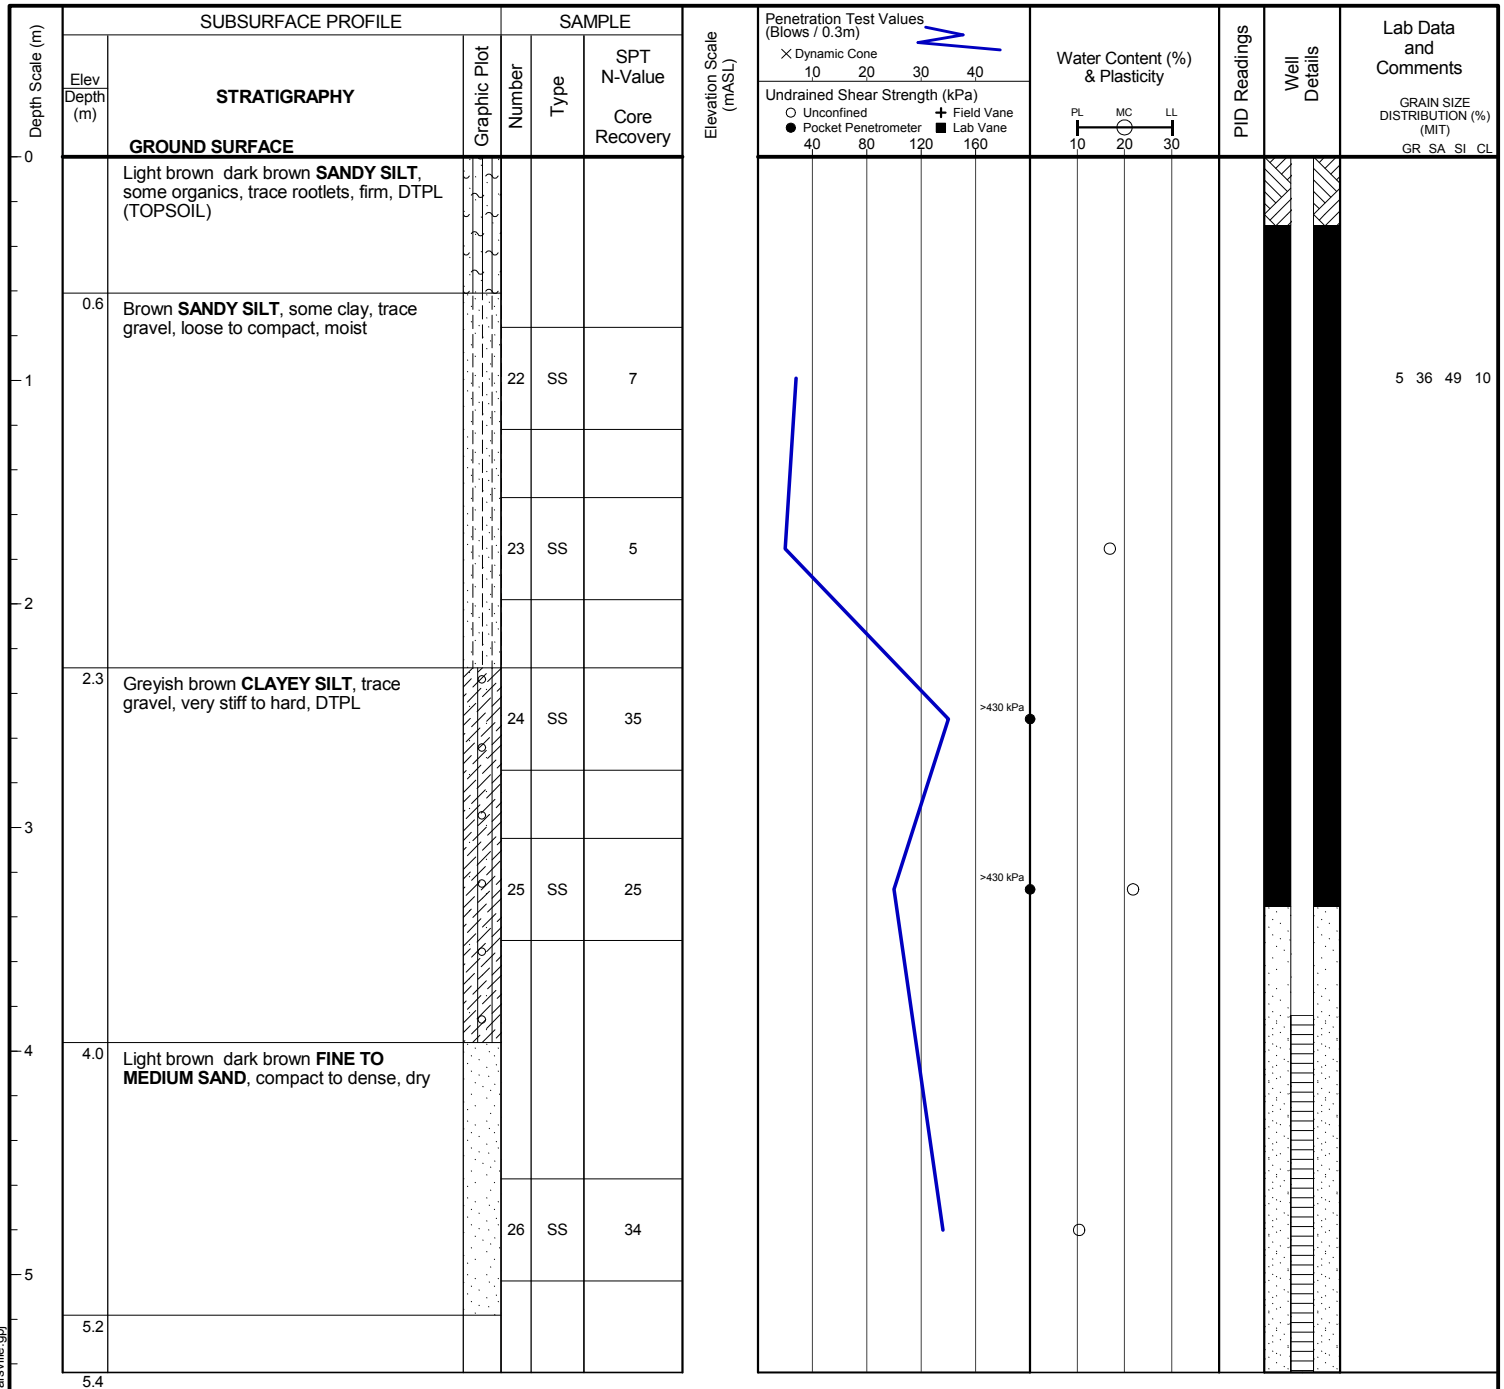 SUBSURFACE PROFILE
SAMPLE
Depth Scale (m)
Elev
Depth
(m)
STRATIGRAPHY
GROUND SURFACE
Graphic Plot
Number
Type
SPT
N-Value
Core
Recovery
Elevation Scale
(mASL)
Penetration Test Values
(Blows / 0.3m)
× Dynamic Cone
10 20 30 40
Undrained Shear Strength (kPa)
Unconfined + Field Vane
Pocket Penetrometer Lab Vane
40 80 120 160
Water Content (%)
& Plasticity
PL MC LL
10 20 30
PID Readings
Well
Details
Lab Data
and
Comments
GRAIN SIZE
DISTRIBUTION (%)
(MIT)
GR SA SI CL
0
Light brown dark brown SANDY SILT,
some organics, trace rootlets, firm, DTPL
(TOPSOIL)
0.6
Brown SANDY SILT, some clay, trace
gravel, loose to compact, moist
1
22 SS 7
5 36 49 10
23 SS 5
2
2.3
Greyish brown CLAYEY SILT, trace
gravel, very stiff to hard, DTPL
24 SS 35
>430 kPa
3
25 SS 25
>430 kPa
4
4.0
Light brown dark brown FINE TO
MEDIUM SAND, compact to dense, dry
26 SS 34
5
5.2
5.4